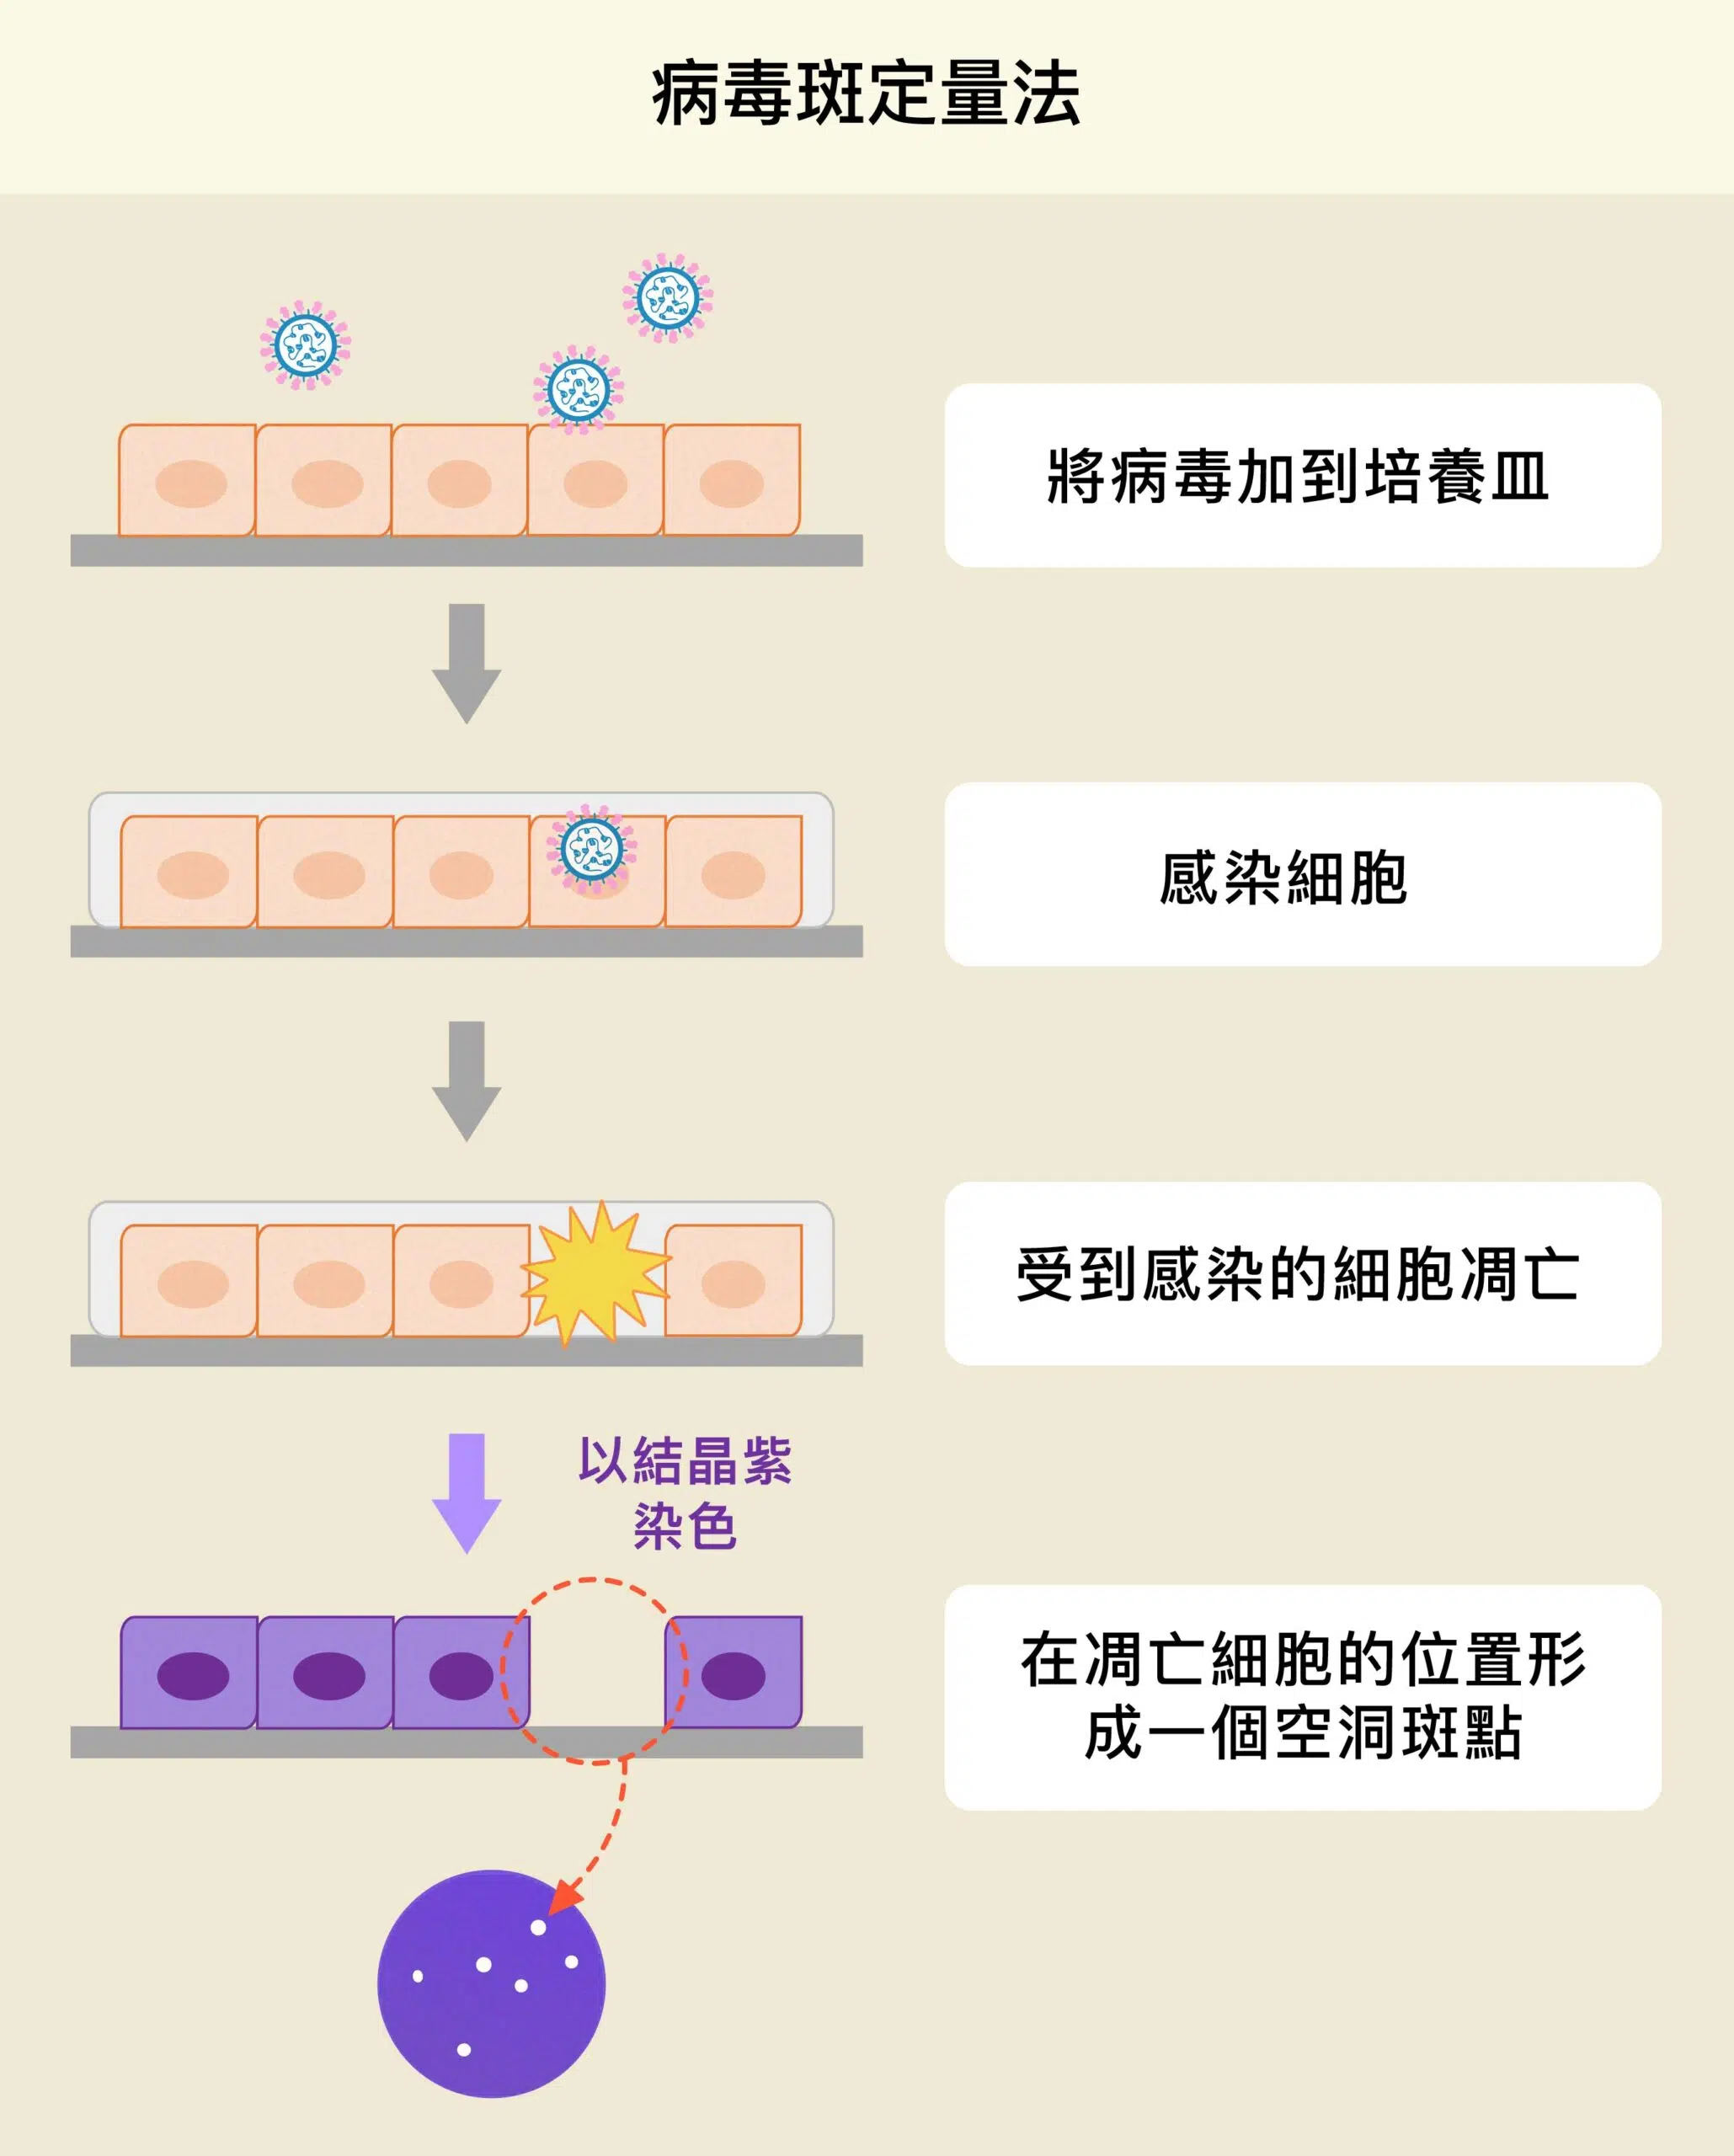 病毒斑定量法
將病毒加到培養皿
感染細胞
受到感染的細胞凋亡
以結晶紫
染色
在凋亡細胞的位置形
成一個空洞斑點